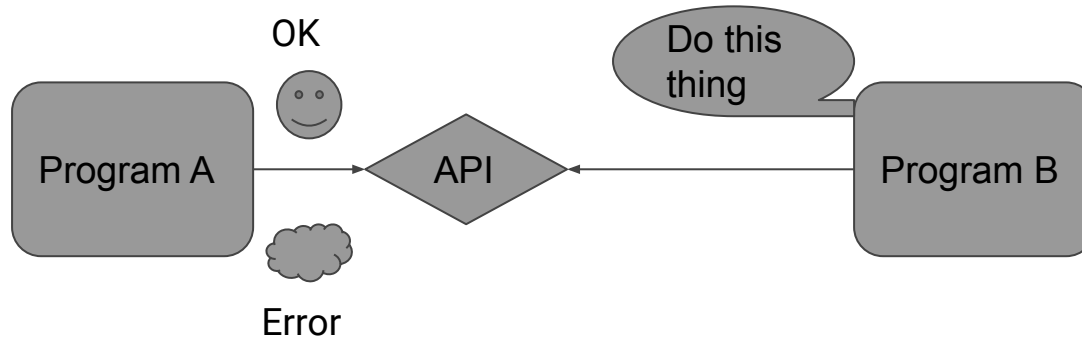 OK
Do this
thing
Program A
API
Program B
Error